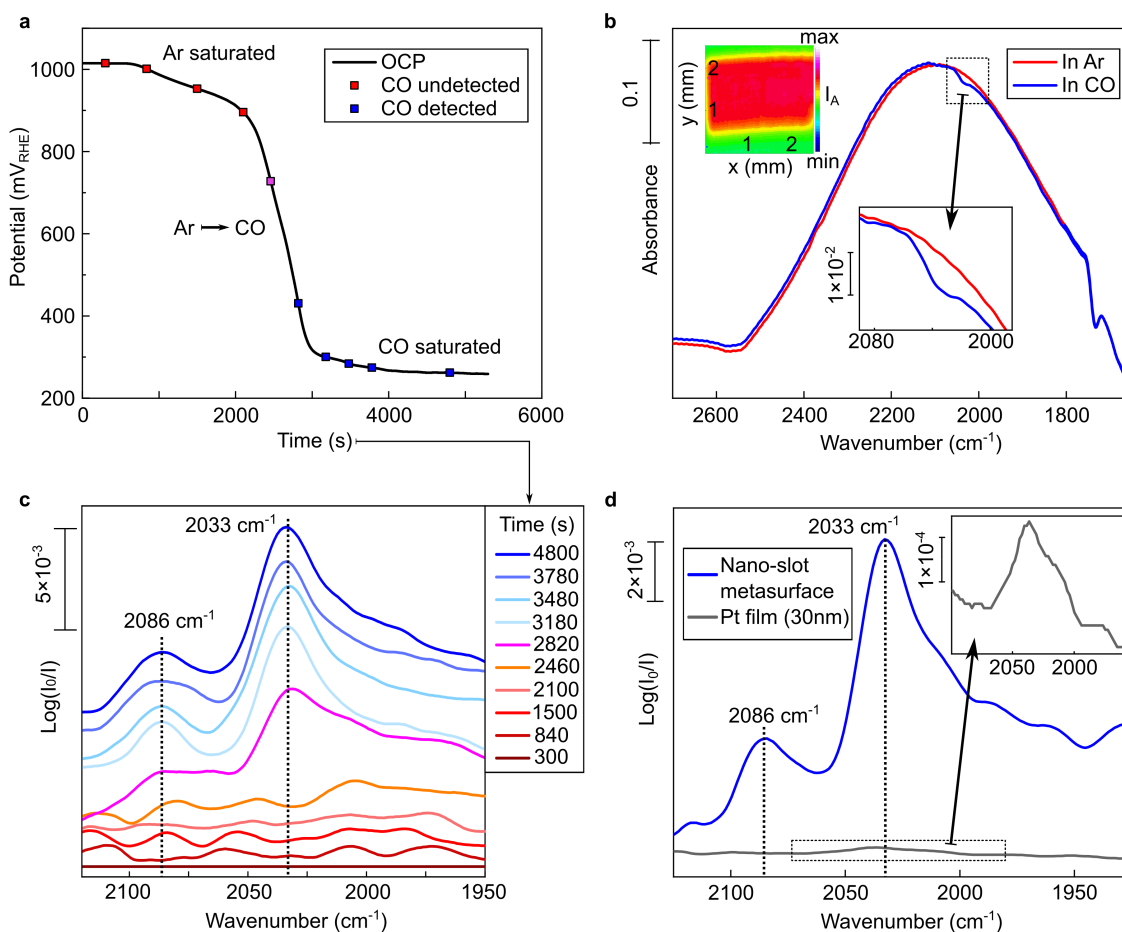 a
1000
800
600
400
200
Potential (mV_RHE)
Ar saturated
OCP
CO undetected
CO detected
Ar → CO
CO saturated
0
2000
4000
6000
Time (s)
b
0.1
Absorbance
max
I_A
min
y (mm)
2
1
1
2
x (mm)
In Ar
In CO
1×10⁻²
2080
2000
2600
2400
2200
2000
1800
Wavenumber (cm⁻¹)
c
5×10⁻³
Log(I₀/I)
2033 cm⁻¹
2086 cm⁻¹
Time (s)
4800
3780
3480
3180
2820
2460
2100
1500
840
300
2100
2050
2000
1950
Wavenumber (cm⁻¹)
d
2×10⁻³
Log(I₀/I)
2033 cm⁻¹
Nano-slot
metasurface
Pt film (30nm)
2086 cm⁻¹
1×10⁻⁴
2050
2000
2100
2050
2000
1950
Wavenumber (cm⁻¹)